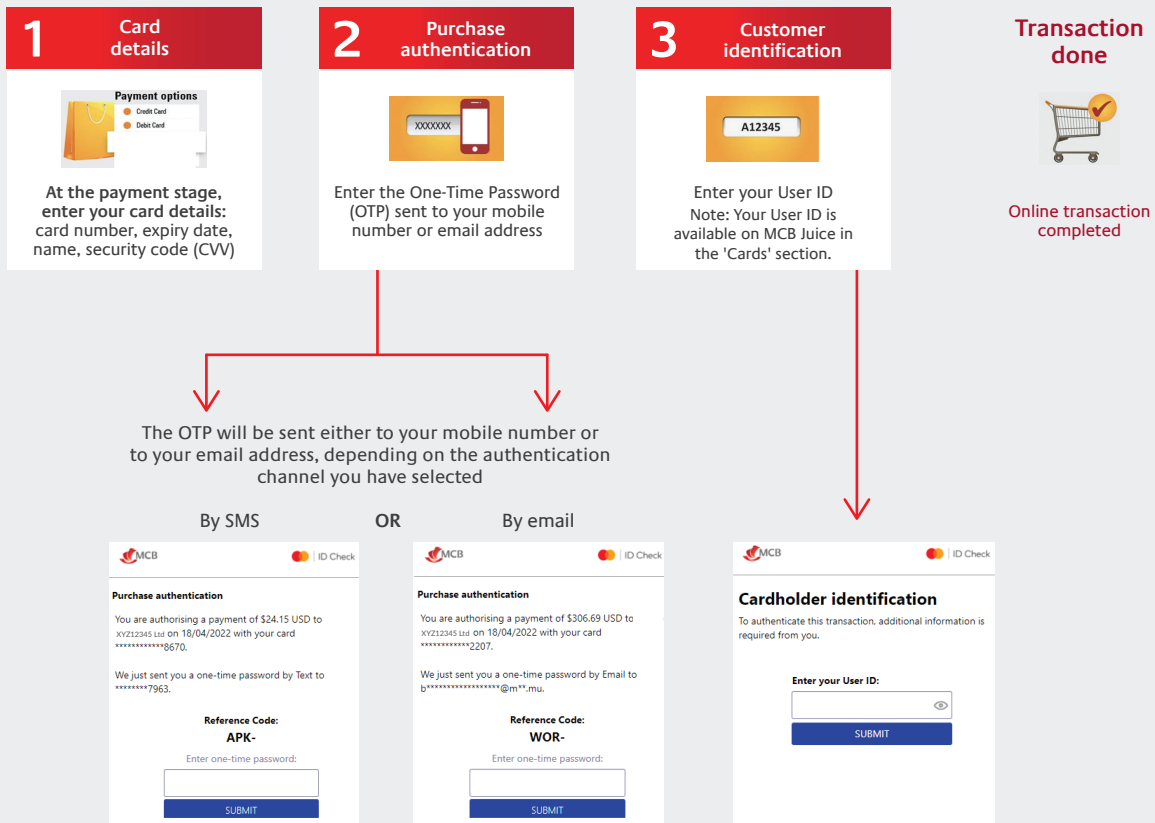 1
Card
details
Payment options
Credit Card
Debit Card
At the payment stage,
enter your card details:
card number, expiry date,
name, security code (CVV)
2
Purchase
authentication
XXXXXXX
Enter the One-Time Password
(OTP) sent to your mobile
number or email address
3
Customer
identification
A12345
Enter your User ID
Note: Your User ID is
available on MCB Juice in
the 'Cards' section.
Transaction
done
Online transaction
completed
The OTP will be sent either to your mobile number or
to your email address, depending on the authentication
channel you have selected
By SMS
OR
By email
MCB
ID Check
Purchase authentication
You are authorising a payment of $24.15 USD to
XYZ12345 Ltd on 18/04/2022 with your card
************8670.
We just sent you a one-time password by Text to
********7963.
Reference Code:
APK-
Enter one-time password:
SUBMIT
MCB
ID Check
Purchase authentication
You are authorising a payment of $306.69 USD to
XYZ12345 Ltd on 18/04/2022 with your card
************2207.
We just sent you a one-time password by Email to
b******************@m**.mu.
Reference Code:
WOR-
Enter one-time password:
SUBMIT
MCB
ID Check
Cardholder identification
To authenticate this transaction, additional information is
required from you.
Enter your User ID:
SUBMIT